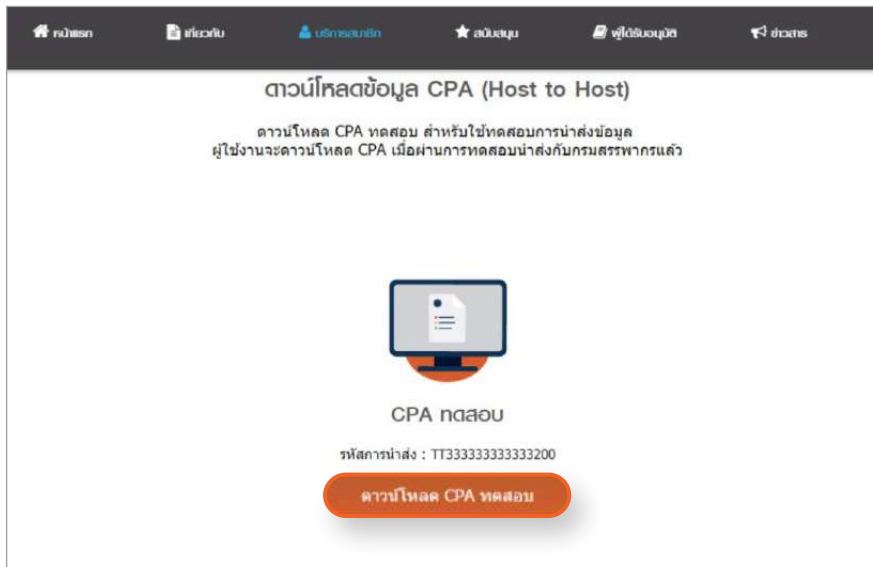 หน้าแรก เกี่ยวกับ บริการสมาชิก สนับสนุน ผู้ได้รับอนุมัติ ข่าวสาร
ดาวน์โหลดข้อมูล CPA (Host to Host)
ดาวน์โหลด CPA ทดสอบ สำหรับใช้ทดสอบการนำส่งข้อมูล
ผู้ใช้งานจะดาวน์โหลด CPA เมื่อผ่านการทดสอบนำส่งกับกรมสรรพากรแล้ว
CPA ทดสอบ
รหัสการนำส่ง : TT333333333333200
ดาวน์โหลด CPA ทดสอบ